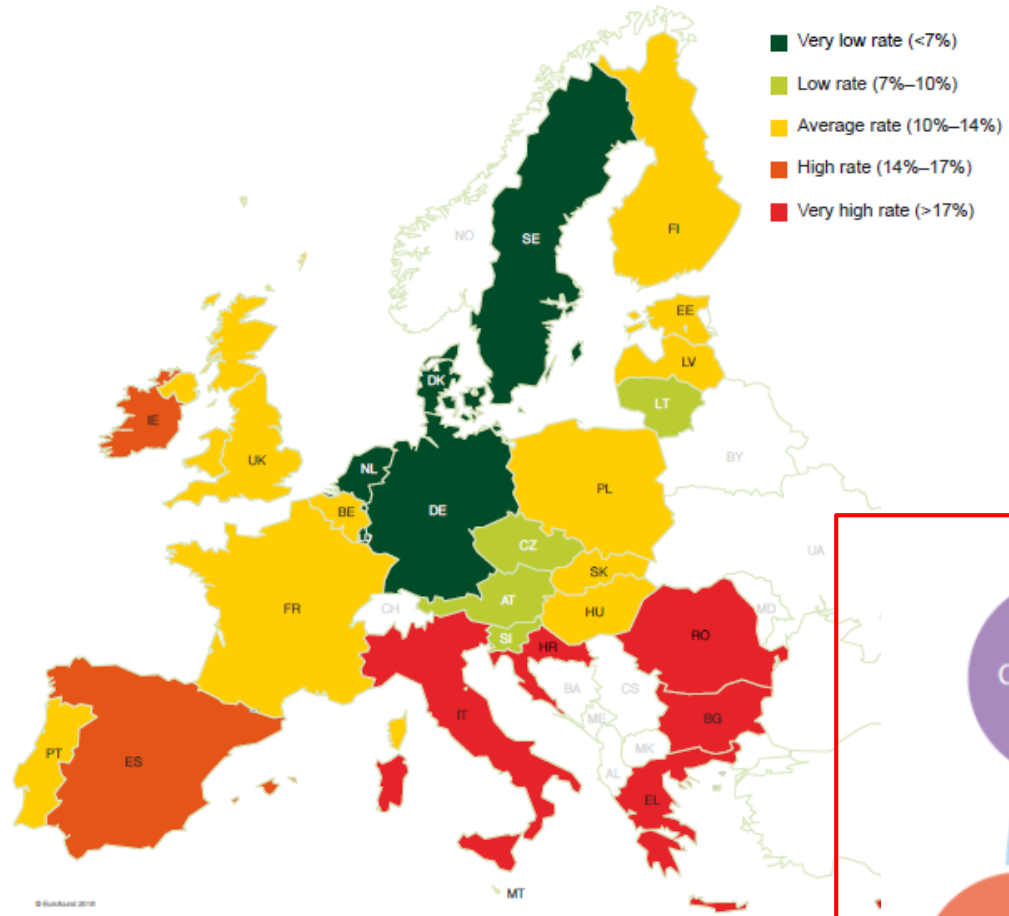 Very low rate (<7%)
Low rate (7%–10%)
Average rate (10%–14%)
High rate (14%–17%)
Very high rate (>17%)
NO
SE
FI
EE
LV
LT
DK
IE
UK
NL
BE
DE
PL
BY
CZ
SK
UA
FR
CH
AT
HU
SI
HR
RO
MD
BA
CS
IT
ME
BG
MK
AL
PT
ES
EL
MT
© Eurofound 2016